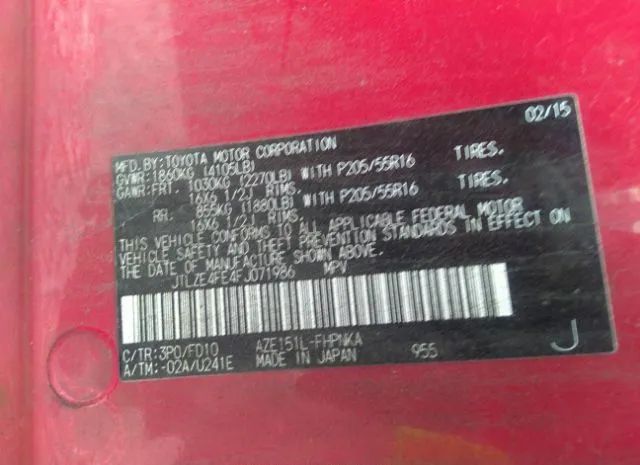 02/15
MFD.BY:TOYOTA MOTOR CORPORATION
GVWR:1860KG (4105LB)
GAWR:FRT. 1030KG (2270LB) WITH P205/55R16 TIRES.
16X6 1/2J RIMS.
RR. 855KG (1880LB) WITH P205/55R16 TIRES.
16X6 1/2J RIMS.
THIS VEHICLE CONFORMS TO ALL APPLICABLE FEDERAL MOTOR
VEHICLE SAFETY AND THEFT PREVENTION STANDARDS IN EFFECT ON
THE DATE OF MANUFACTURE SHOWN ABOVE.
JTLZE4FE4FJ071986 MPV
C/TR:3P0/FD10 AZE151L-FHPNKA
A/TM:-02A/U241E MADE IN JAPAN 955 J